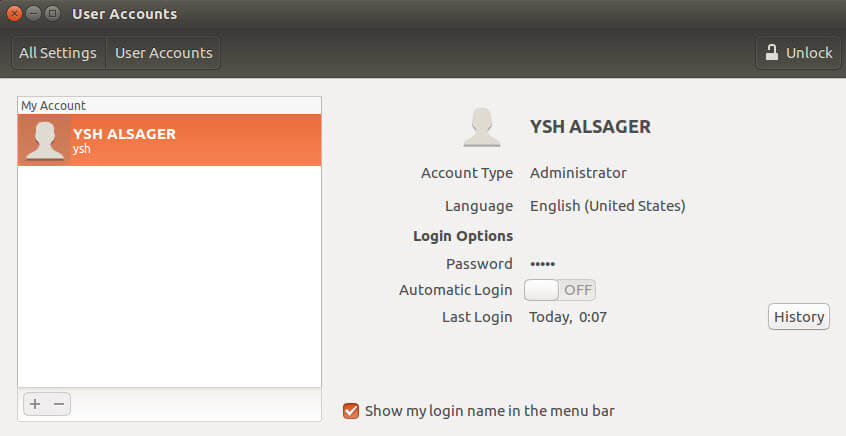 User Accounts
All Settings User Accounts Unlock
My Account
YSH ALSAGER
ysh
YSH ALSAGER
Account Type Administrator
Language English (United States)
Login Options
Password •••••
Automatic Login OFF
Last Login Today, 0:07 History
+ −
Show my login name in the menu bar